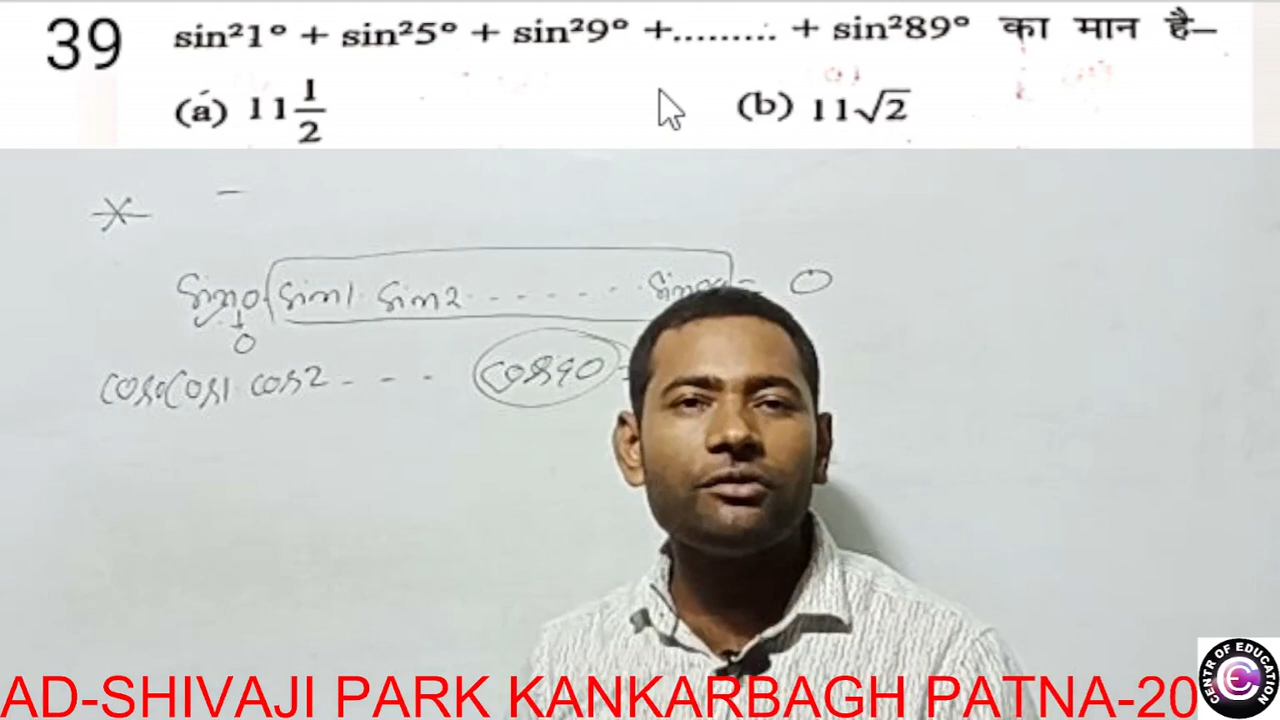 39 sin²1° + sin²5° + sin²9° +......... + sin²89° का मान है–
(a) 11 1/2 (b) 11√2
sin0 sin1 sin2 - - - - - - 0
0
cos0 cos1 cos2 - - - cos90
AD-SHIVAJI PARK KANKARBAGH PATNA-20
CENTR OF EDUCATION